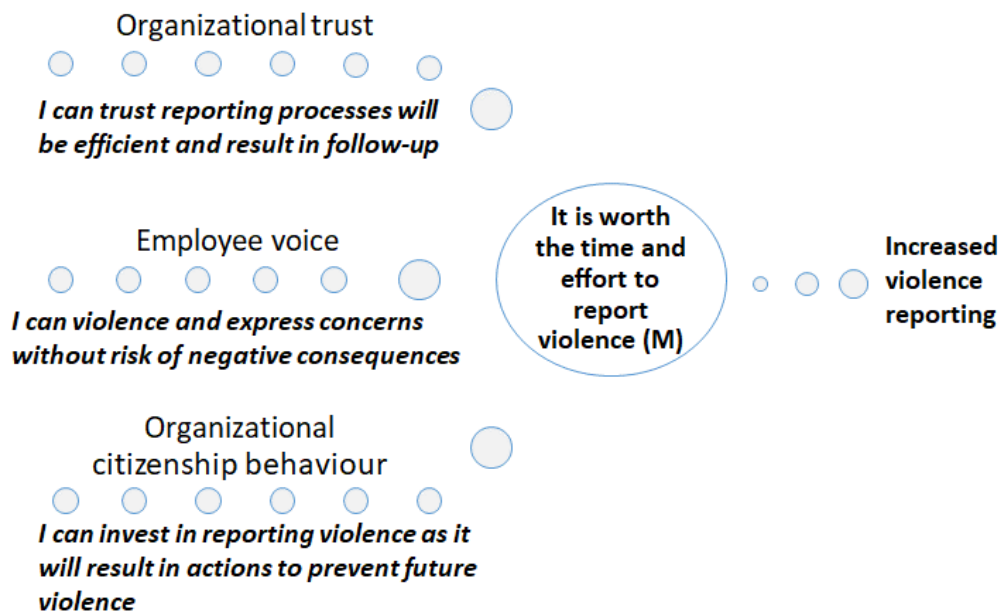 Organizational trust
I can trust reporting processes will
be efficient and result in follow-up
Employee voice
I can violence and express concerns
without risk of negative consequences
Organizational
citizenship behaviour
I can invest in reporting violence as it
will result in actions to prevent future
violence
It is worth
the time and
effort to
report
violence (M)
Increased
violence
reporting